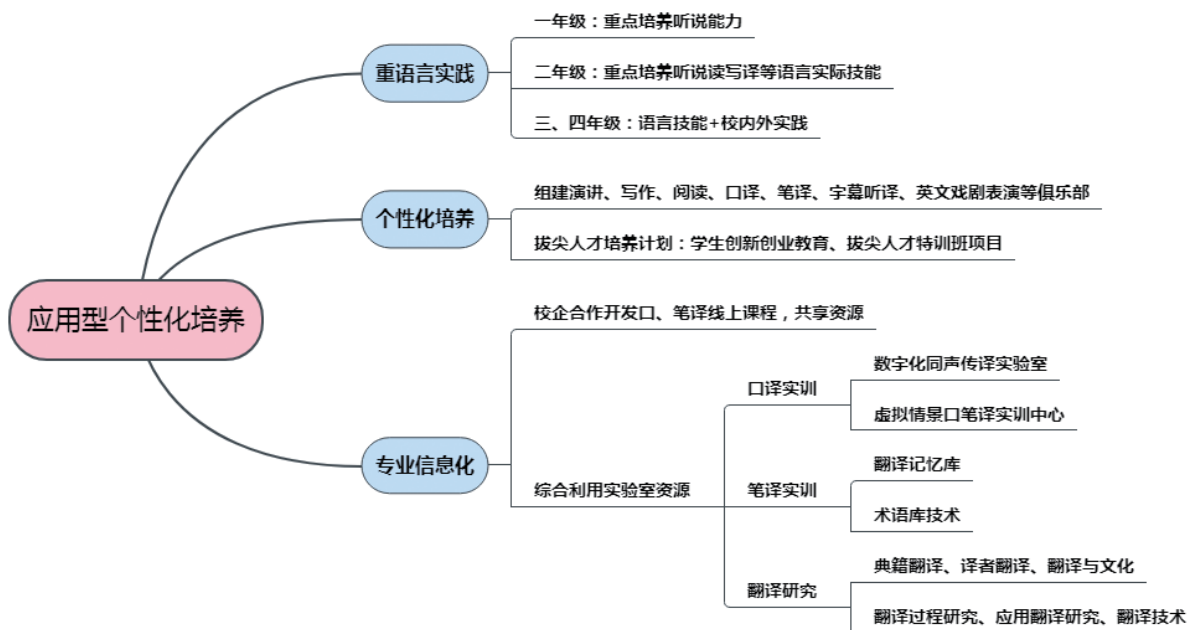 应用型个性化培养
重语言实践
一年级：重点培养听说能力
二年级：重点培养听说读写译等语言实际技能
三、四年级：语言技能+校内外实践
个性化培养
组建演讲、写作、阅读、口译、笔译、字幕听译、英文戏剧表演等俱乐部
拔尖人才培养计划：学生创新创业教育、拔尖人才特训班项目
专业信息化
校企合作开发口、笔译线上课程，共享资源
综合利用实验室资源
口译实训
数字化同声传译实验室
虚拟情景口笔译实训中心
笔译实训
翻译记忆库
术语库技术
翻译研究
典籍翻译、译者翻译、翻译与文化
翻译过程研究、应用翻译研究、翻译技术